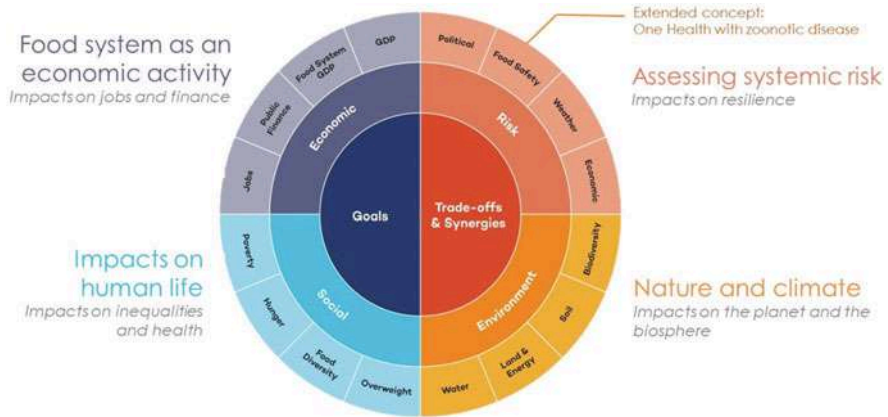 Food system as an
economic activity
Impacts on jobs and finance
Impacts on
human life
Impacts on inequalities
and health
GDP
Food System
GDP
Public
Finance
Jobs
Economic
Goals
Social
Poverty
Hunger
Food
Diversity
Overweight
Political
Food Safety
Weather
Economic
Risk
Trade-offs
& Synergies
Environment
Biodiversity
Soil
Land &
Energy
Water
Extended concept:
One Health with zoonotic disease
Assessing systemic risk
Impacts on resilience
Nature and climate
Impacts on the planet and the
biosphere